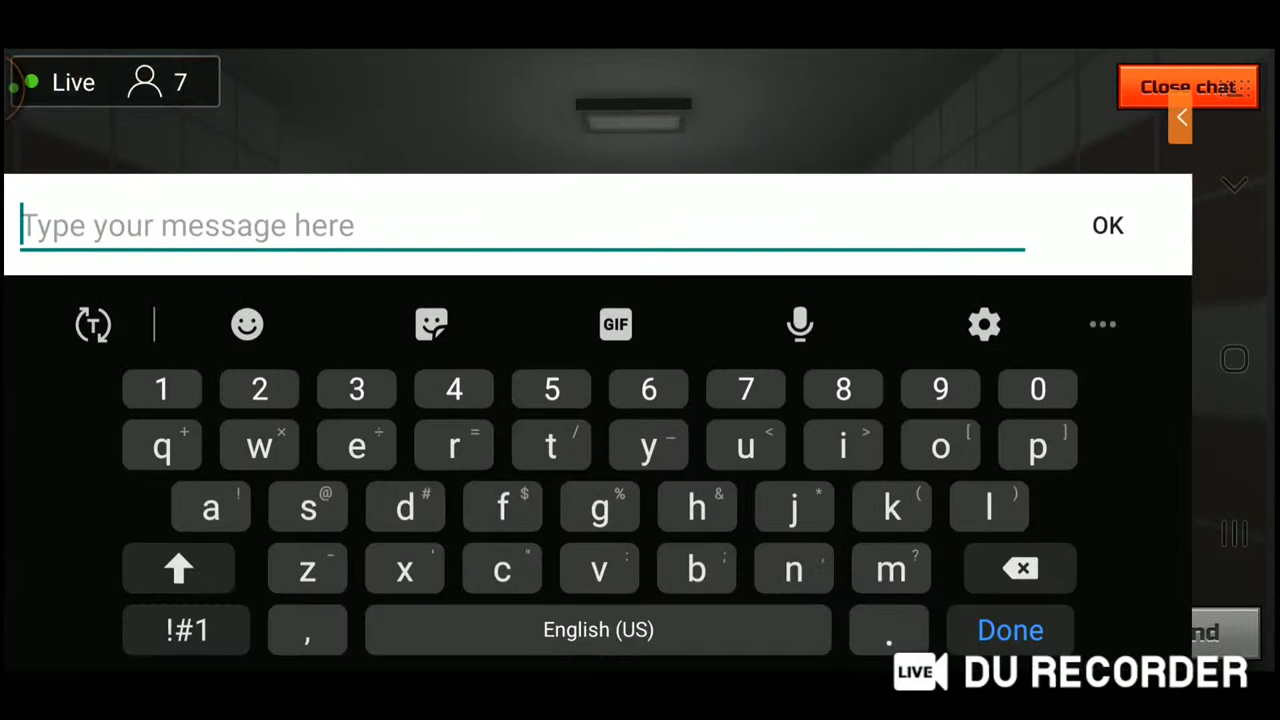 Live 7
Close chat
Type your message here
OK
T GIF
1 2 3 4 5 6 7 8 9 0
q + w × e ÷ r = t / y _ u < i > o [ p ]
a ! s @ d # f $ g % h & j * k ( l )
z - x ' c " v : b ; n , m ?
!#1 , English (US) . Done
nd
LIVE DU RECORDER